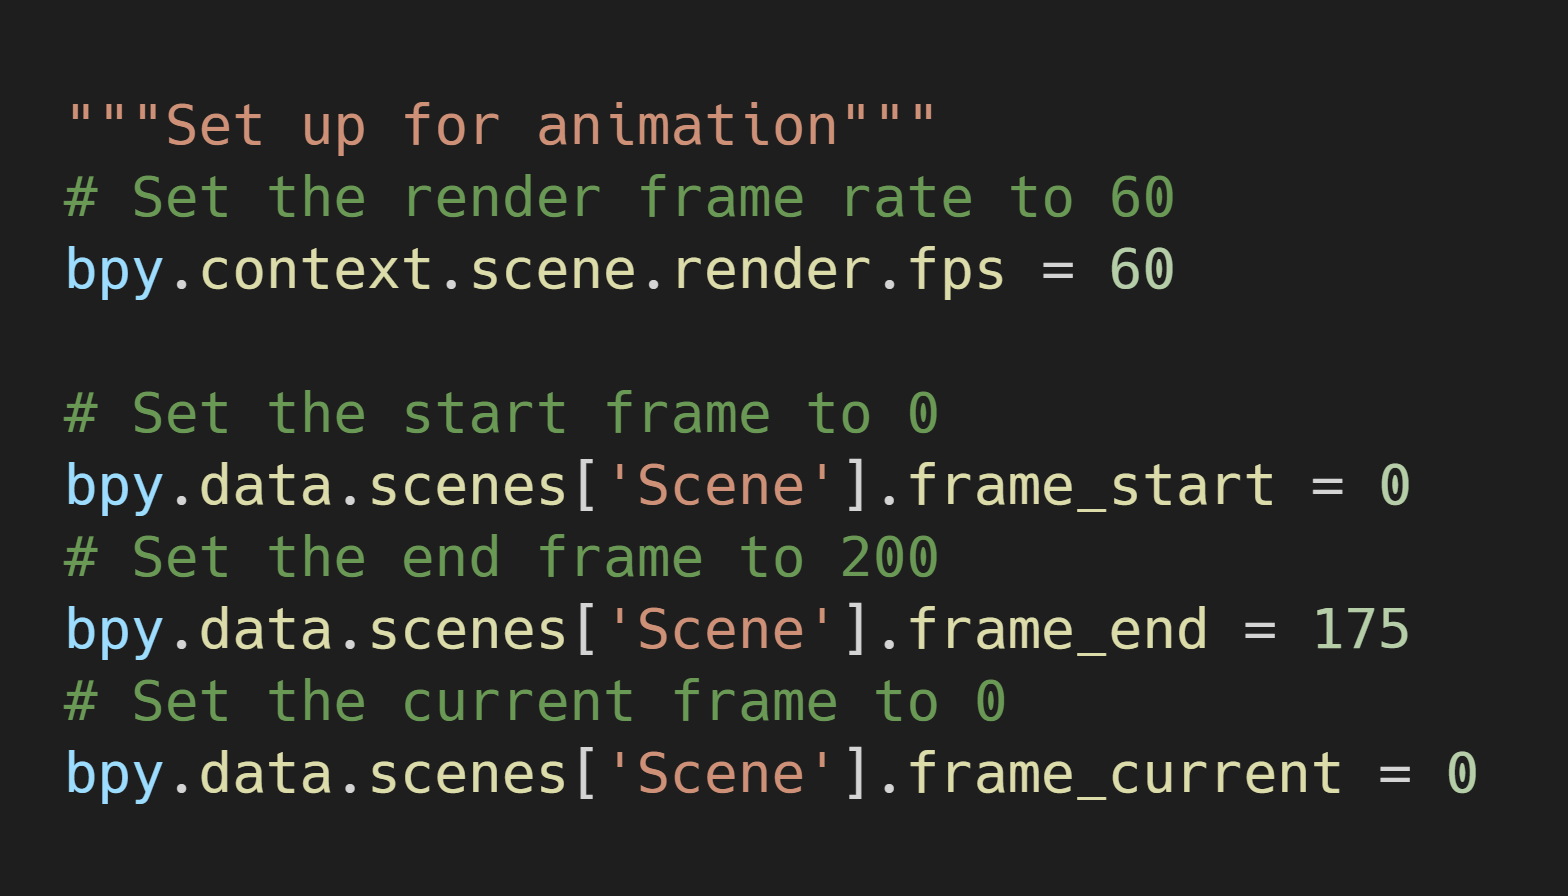 """Set up for animation"""
# Set the render frame rate to 60
bpy.context.scene.render.fps = 60

# Set the start frame to 0
bpy.data.scenes['Scene'].frame_start = 0
# Set the end frame to 200
bpy.data.scenes['Scene'].frame_end = 175
# Set the current frame to 0
bpy.data.scenes['Scene'].frame_current = 0